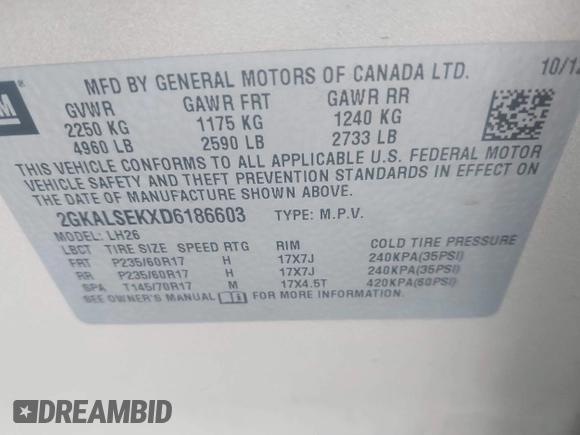 GM
MFD BY GENERAL MOTORS OF CANADA LTD. 10/12
GVWR GAWR FRT GAWR RR
2250 KG 1175 KG 1240 KG
4960 LB 2590 LB 2733 LB
THIS VEHICLE CONFORMS TO ALL APPLICABLE U.S. FEDERAL MOTOR
VEHICLE SAFETY AND THEFT PREVENTION STANDARDS IN EFFECT ON
THE DATE OF MANUFACTURE SHOWN ABOVE.
2GKALSEKXD6186603 TYPE: M.P.V.
MODEL: LH26
LBCT TIRE SIZE SPEED RTG RIM COLD TIRE PRESSURE
FRT P235/60R17 H 17X7J 240KPA(35PSI)
RR P235/60R17 H 17X7J 240KPA(35PSI)
SPA T145/70R17 M 17X4.5T 420KPA(60PSI)
SEE OWNER'S MANUAL FOR MORE INFORMATION.
DREAMBID